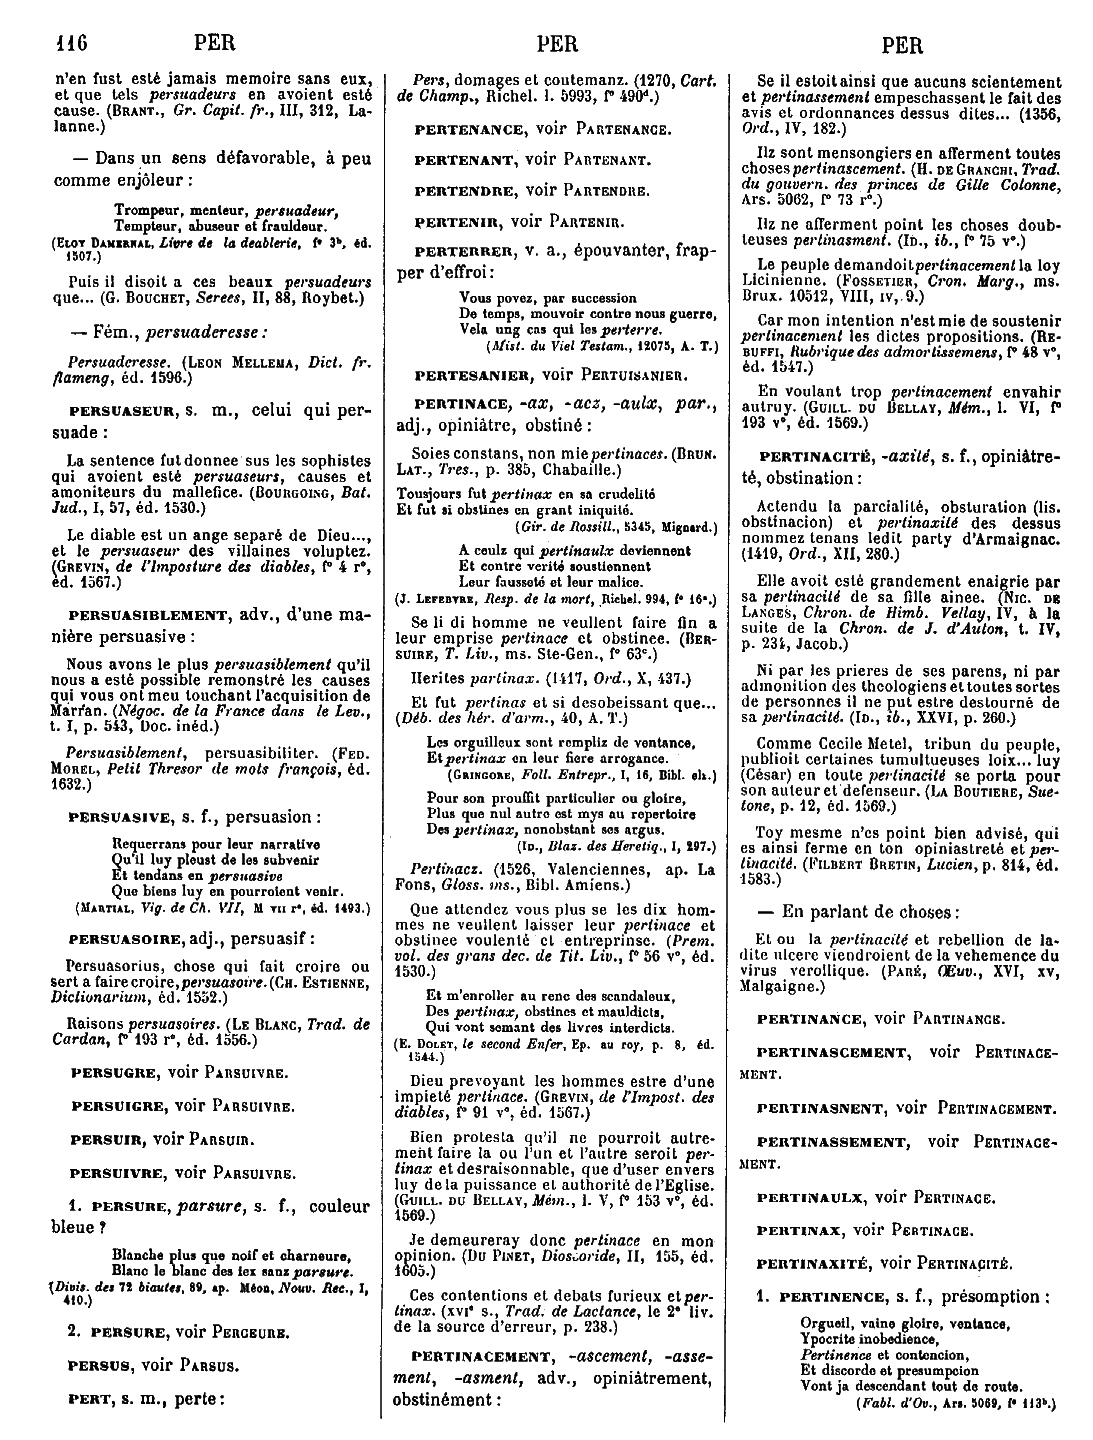 116 PER PER PER
n'en fust esté jamais memoire sans eux,
et que tels persuadeurs en avoient esté
cause. (BRANT., Gr. Capit. fr., III, 312, La-
lanne.)
— Dans un sens défavorable, à peu
comme enjôleur :
Trompeur, menteur, persuadeur,
Tempteur, abuseur et frauldeur.
(ELOY DAMERNAL, Livre de la deablerie, f° 3ᵇ, éd.
1507.)
Puis il disoit a ces beaux persuadeurs
que... (G. BOUCHET, Serees, II, 88, Roybet.)
— Fém., persuaderesse :
Persuaderesse. (LEON MELLEMA, Dict. fr.
flameng, éd. 1596.)
PERSUASEUR, s. m., celui qui per-
suade :
La sentence fut donnee sus les sophistes
qui avoient esté persuaseurs, causes et
amoniteurs du mallefice. (BOURGOING, Bat.
Jud., I, 57, éd. 1530.)
Le diable est un ange separé de Dieu...,
et le persuaseur des villaines voluptez.
(GREVIN, de l'Imposture des diables, f° 4 r°,
éd. 1567.)
PERSUASIBLEMENT, adv., d'une ma-
nière persuasive :
Nous avons le plus persuasiblement qu'il
nous a esté possible remonstré les causes
qui vous ont meu touchant l'acquisition de
Marran. (Négoc. de la France dans le Lev.,
t. I, p. 543, Doc. inéd.)
Persuasiblement, persuasibiliter. (FED.
MOREL, Petit Thresor de mots françois, éd.
1632.)
PERSUASIVE, s. f., persuasion :
Requerrans pour leur narrative
Qu'il luy pleust de les subvenir
Et tendans en persuasive
Que biens luy en pourroient venir.
(MARTIAL, Vig. de Ch. VII, M VII r°, éd. 1493.)
PERSUASOIRE, adj., persuasif :
Persuasorius, chose qui fait croire ou
sert a faire croire, persuasoire. (CH. ESTIENNE,
Dictionarium, éd. 1552.)
Raisons persuasoires. (LE BLANC, Trad. de
Cardan, f° 193 r°, éd. 1556.)
PERSUGRE, voir PARSUIVRE.
PERSUIGRE, voir PARSUIVRE.
PERSUIR, voir PARSUIR.
PERSUIVRE, voir PARSUIVRE.
1. PERSURE, parsure, s. f., couleur
bleue ?
Blanche plus que noif et charneure,
Blanc le blanc des iex sanz parsure.
(Divis. des 72 biautes, 89, ap. Méon, Nouv. Rec., I,
410.)
2. PERSURE, voir PERCEURE.
PERSUS, voir PARSUS.
PERT, s. m., perte :
Pers, domages et coutemanz. (1270, Cart.
de Champ., Richel. l. 5993, f° 490ᵈ.)
PERTENANCE, voir PARTENANCE.
PERTENANT, voir PARTENANT.
PERTENDRE, voir PARTENDRE.
PERTENIR, voir PARTENIR.
PERTERRER, v. a., épouvanter, frap-
per d'effroi :
Vous povez, par succession
De temps, mouvoir contre nous guerre,
Vela ung cas qui les perterre.
(Mist. du Viel Testam., 12075, A. T.)
PERTESANIER, voir PERTUISANIER.
PERTINACE, -ax, -acz, -aulx, par.,
adj., opiniâtre, obstiné :
Soies constans, non mie pertinaces. (BRUN.
LAT., Tres., p. 385, Chabaille.)
Tousjours fut pertinax en sa crudelité
Et fut si obstines en grant iniquité.
(Gir. de Rossill., 5345, Mignard.)
A ceulz qui pertinaulx deviennent
Et contre verité soustiennent
Leur fausseté et leur malice.
(J. LEFEBVRE, Resp. de la mort, Richel. 994, f° 16ᵃ.)
Se li di homme ne veullent faire fin a
leur emprise pertinace et obstinee. (BER-
SUIRE, T. Liv., ms. Ste-Gen., f° 63ᶜ.)
Herites partinax. (1417, Ord., X, 437.)
Et fut pertinas et si desobeissant que...
(Déb. des hér. d'arm., 40, A. T.)
Les orguilleux sont rempliz de ventance,
Et pertinax en leur fiere arrogance.
(GRINGORE, Foll. Entrepr., I, 16, Bibl. elz.)
Pour son prouffit particulier ou gloire,
Plus que nul autre est mys au repertoire
Des pertinax, nonobstant ses argus.
(ID., Blaz. des Heretiq., I, 297.)
Pertinacz. (1526, Valenciennes, ap. La
Fons, Gloss. ms., Bibl. Amiens.)
Que attendez vous plus se les dix hom-
mes ne veullent laisser leur pertinace et
obstinee voulenté et entreprinse. (Prem.
vol. des grans dec. de Tit. Liv., f° 56 v°, éd.
1530.)
Et m'enroller au renc des scandaleux,
Des pertinax, obstines et mauldicts,
Qui vont semant des livres interdicts.
(E. DOLET, le second Enfer, Ep. au roy, p. 8, éd.
1544.)
Dieu prevoyant les hommes estre d'une
impieté pertinace. (GREVIN, de l'Impost. des
diables, f° 91 v°, éd. 1567.)
Bien protesta qu'il ne pourroit autre-
ment faire la ou l'un et l'autre seroit per-
tinax et desraisonnable, que d'user envers
luy de la puissance et authorité de l'Eglise.
(GUILL. DU BELLAY, Mém., l. V, f° 153 v°, éd.
1569.)
Je demeureray donc pertinace en mon
opinion. (DU PINET, Dioscoride, II, 155, éd.
1605.)
Ces contentions et debats furieux et per-
tinax. (XVIᵉ s., Trad. de Lactance, le 2ᵉ liv.
de la source d'erreur, p. 238.)
PERTINACEMENT, -ascement, -asse-
ment, -asment, adv., opiniâtrement,
obstinément :
Se il estoit ainsi que aucuns scientement
et pertinassement empeschassent le fait des
avis et ordonnances dessus dites... (1356,
Ord., IV, 182.)
Ilz sont mensongiers en afferment toutes
choses pertinascement. (H. DE GRANCHI, Trad.
du gouvern. des princes de Gille Colonne,
Ars. 5062, f° 73 r°.)
Ilz ne afferment point les choses doub-
teuses pertinasment. (ID., ib., f° 75 v°.)
Le peuple demandoit pertinacement la loy
Licinienne. (FOSSETIER, Cron. Marg., ms.
Brux. 10512, VIII, IV, 9.)
Car mon intention n'est mie de soustenir
pertinacement les dictes propositions. (RE-
BUFFI, Rubrique des admortissemens, f° 48 v°,
éd. 1547.)
En voulant trop pertinacement envahir
autruy. (GUILL. DU BELLAY, Mém., l. VI, f°
193 v°, éd. 1569.)
PERTINACITÉ, -axité, s. f., opiniâtre-
té, obstination :
Actendu la parcialité, obsturation (lis.
obstinacion) et pertinaxité des dessus
nommez tenans ledit party d'Armaignac.
(1419, Ord., XII, 280.)
Elle avoit esté grandement enaigrie par
sa pertinacité de sa fille ainee. (NIC. DE
LANGES, Chron. de Himb. Vellay, IV, à la
suite de la Chron. de J. d'Auton, t. IV,
p. 234, Jacob.)
Ni par les prieres de ses parens, ni par
admonition des theologiens et toutes sortes
de personnes il ne put estre destourné de
sa pertinacité. (ID., ib., XXVI, p. 260.)
Comme Cecile Metel, tribun du peuple,
publioit certaines tumultueuses loix... luy
(César) en toute pertinacité se porta pour
son auteur et defenseur. (LA BOUTIERE, Sue-
tone, p. 12, éd. 1569.)
Toy mesme n'es point bien advisé, qui
es ainsi ferme en ton opiniastreté et per-
tinacité. (FILBERT BRETIN, Lucien, p. 814, éd.
1583.)
— En parlant de choses :
Et ou la pertinacité et rebellion de la-
dite ulcere viendroient de la vehemence du
virus verollique. (PARÉ, Œuv., XVI, XV,
Malgaigne.)
PERTINANCE, voir PARTINANCE.
PERTINASCEMENT, voir PERTINACE-
MENT.
PERTINASNENT, voir PERTINACEMENT.
PERTINASSEMENT, voir PERTINACE-
MENT.
PERTINAULX, voir PERTINACE.
PERTINAX, voir PERTINACE.
PERTINAXITÉ, voir PERTINACITÉ.
1. PERTINENCE, s. f., présomption :
Orgueil, vaine gloire, ventance,
Ypocrite inobedience,
Pertinence et contencion,
Et discorde et presumpcion
Vont ja descendant tout de route.
(Fabl. d'Ov., Ars. 5069, f° 113ᵇ.)